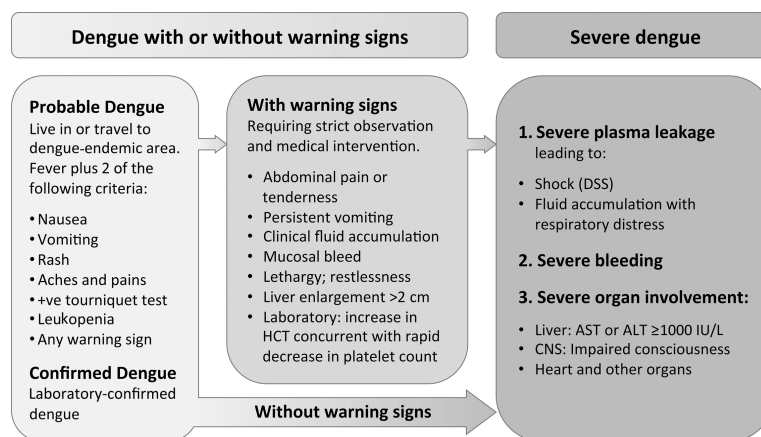 Dengue with or without warning signs
Severe dengue
Probable Dengue
Live in or travel to
dengue-endemic area.
Fever plus 2 of the
following criteria:
• Nausea
• Vomiting
• Rash
• Aches and pains
• +ve tourniquet test
• Leukopenia
• Any warning sign
Confirmed Dengue
Laboratory-confirmed
dengue
With warning signs
Requiring strict observation
and medical intervention.
• Abdominal pain or
tenderness
• Persistent vomiting
• Clinical fluid accumulation
• Mucosal bleed
• Lethargy; restlessness
• Liver enlargement >2 cm
• Laboratory: increase in
HCT concurrent with rapid
decrease in platelet count
Without warning signs
1. Severe plasma leakage
leading to:
• Shock (DSS)
• Fluid accumulation with
respiratory distress
2. Severe bleeding
3. Severe organ involvement:
• Liver: AST or ALT ≥1000 IU/L
• CNS: Impaired consciousness
• Heart and other organs